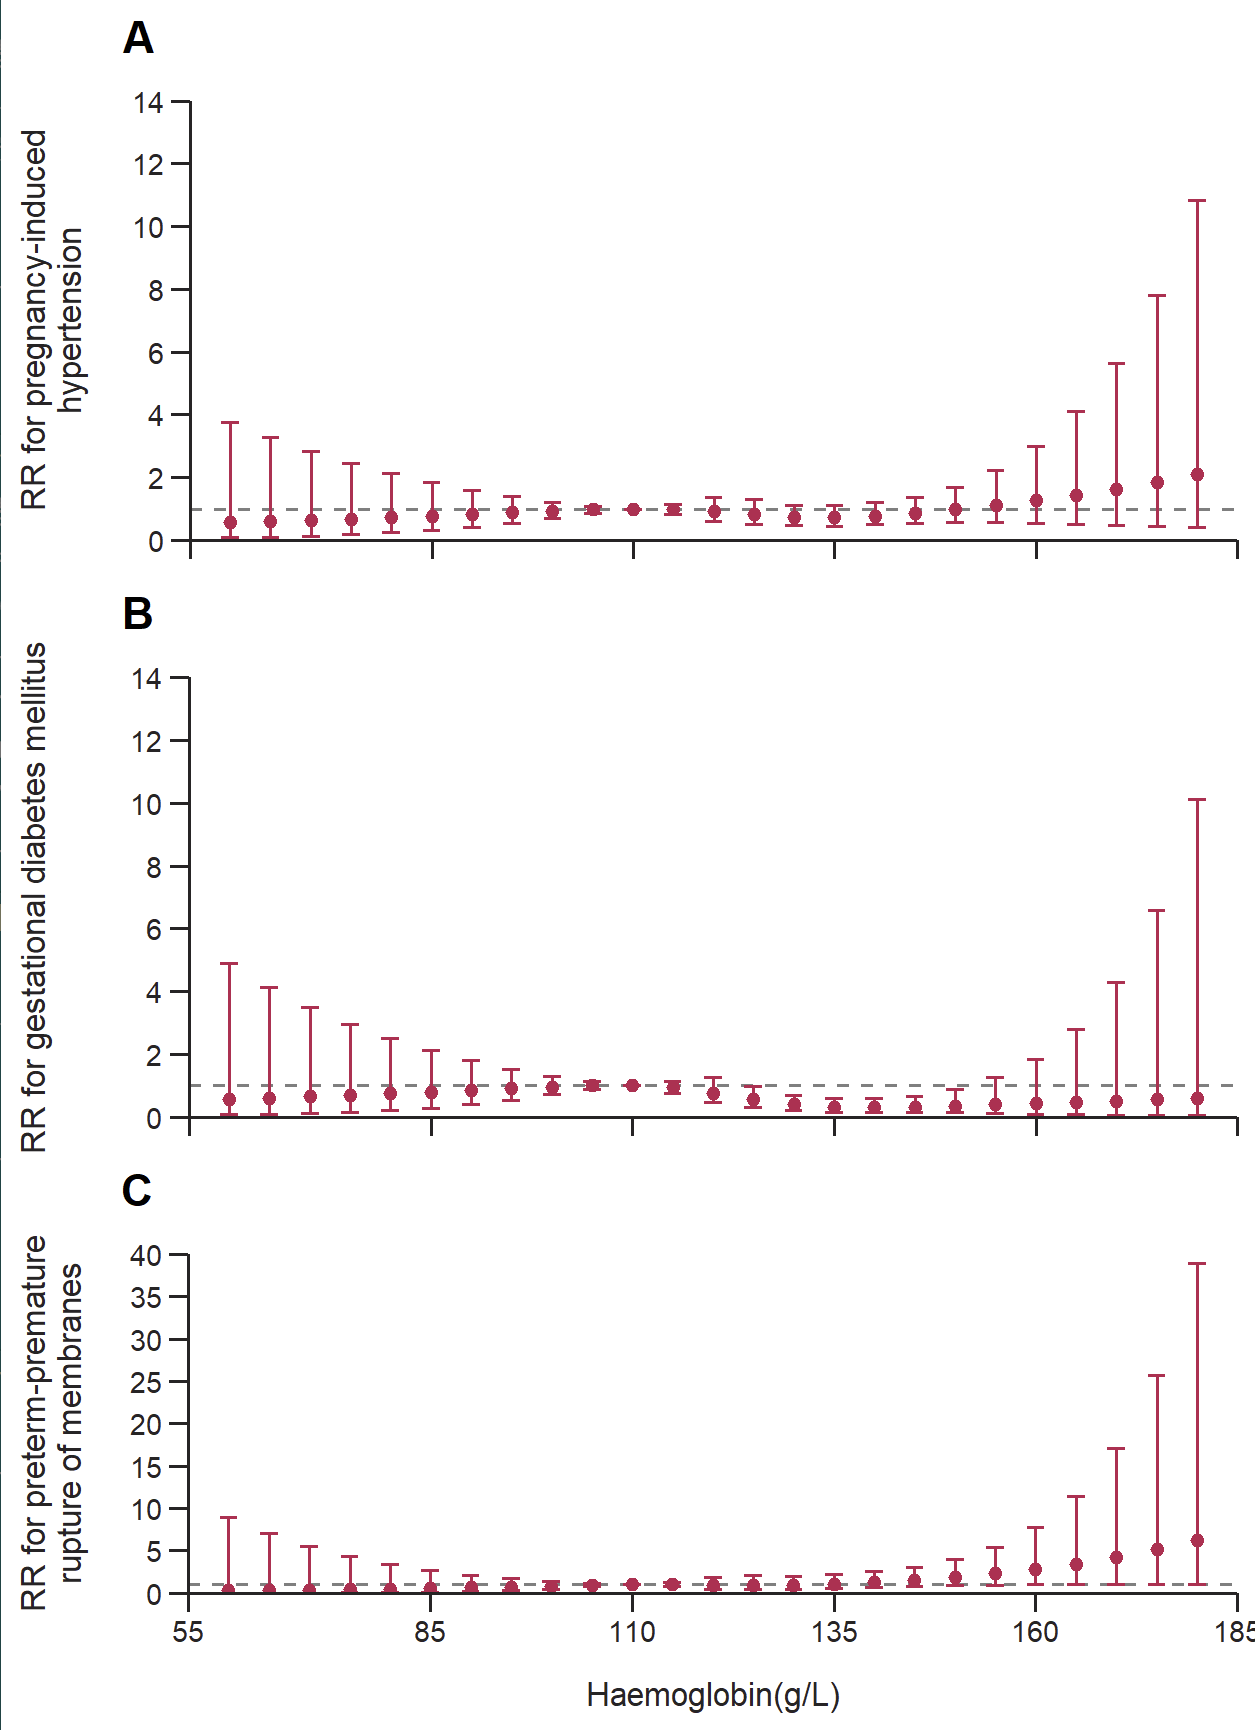 A
RR for pregnancy-induced
hypertension
14
12
10
8
6
4
2
0
B
RR for gestational diabetes mellitus
14
12
10
8
6
4
2
0
C
RR for preterm-premature
rupture of membranes
40
35
30
25
20
15
10
5
0
55 85 110 135 160 185
Haemoglobin(g/L)